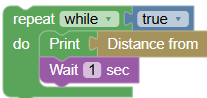 repeat while true
do Print Distance from
Wait 1 sec